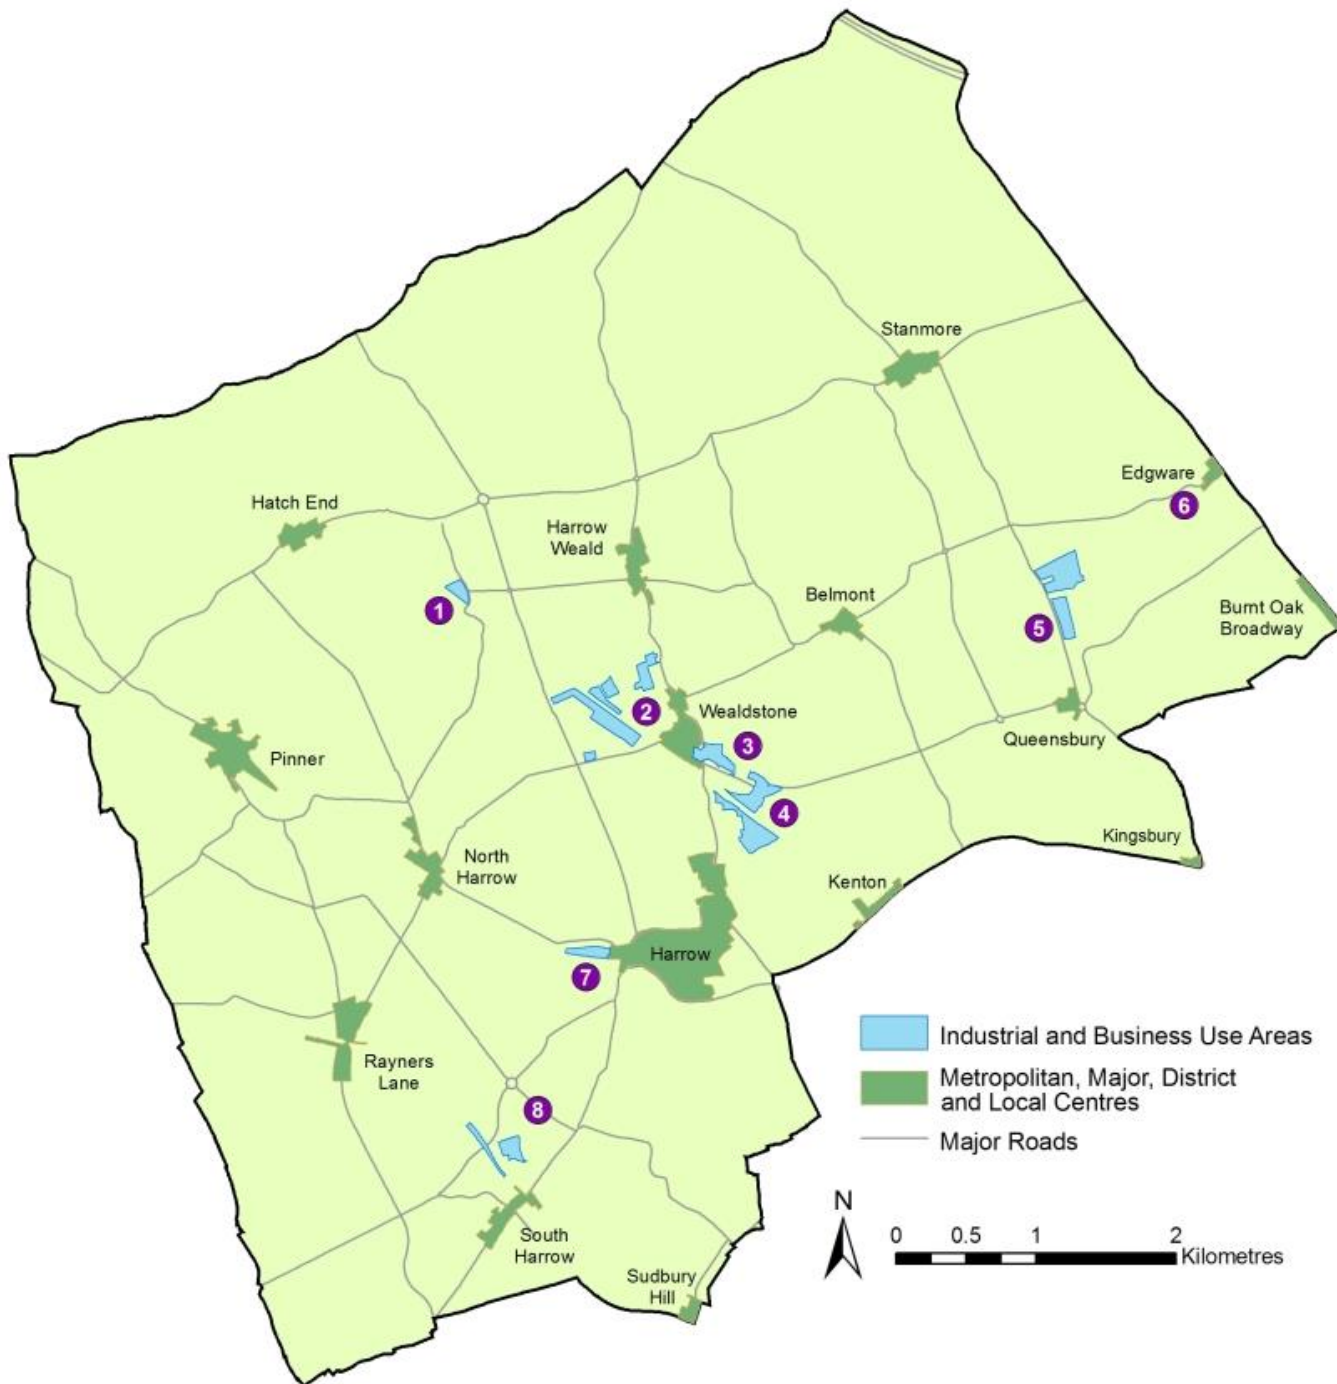 Stanmore
Edgware
6
Hatch End
Harrow
Weald
Belmont
1
5
Burnt Oak
Broadway
2
Wealdstone
3
Queensbury
Pinner
4
Kingsbury
North
Harrow
Kenton
Harrow
7
Industrial and Business Use Areas
Rayners
Lane
Metropolitan, Major, District
and Local Centres
8
Major Roads
N
0 0.5 1 2
Kilometres
South
Harrow
Sudbury
Hill